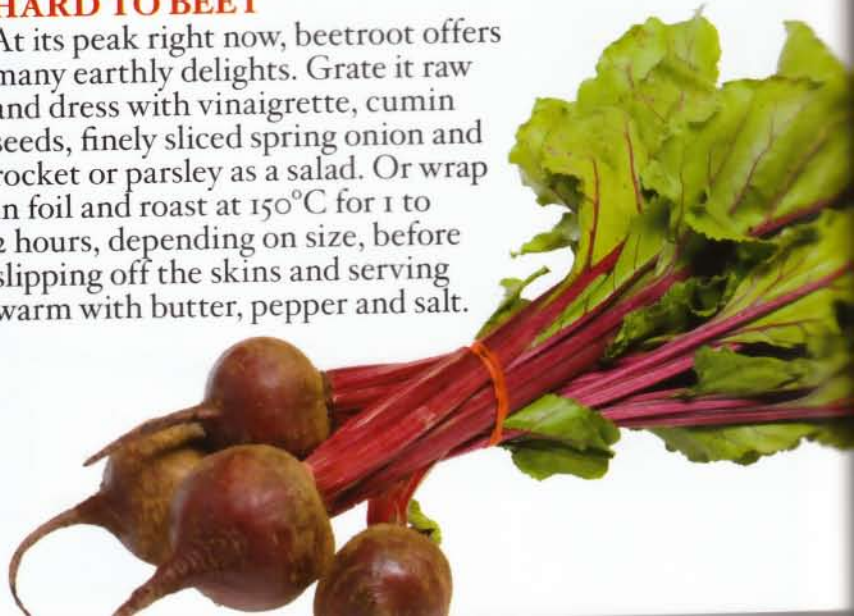 HARD TO BEET
At its peak right now, beetroot offers
many earthly delights. Grate it raw
and dress with vinaigrette, cumin
seeds, finely sliced spring onion and
rocket or parsley as a salad. Or wrap
in foil and roast at 150°C for 1 to
2 hours, depending on size, before
slipping off the skins and serving
warm with butter, pepper and salt.